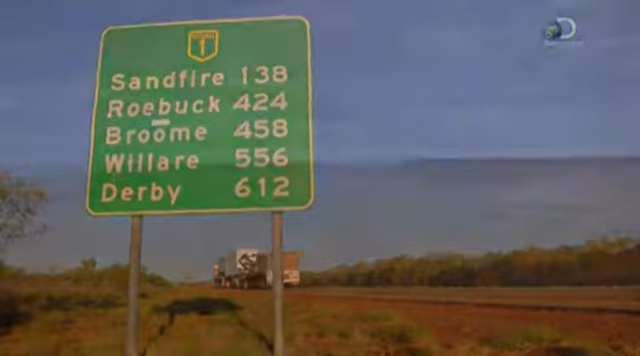 1
Sandfire 138
Roebuck 424
Broome 458
Willare 556
Derby 612